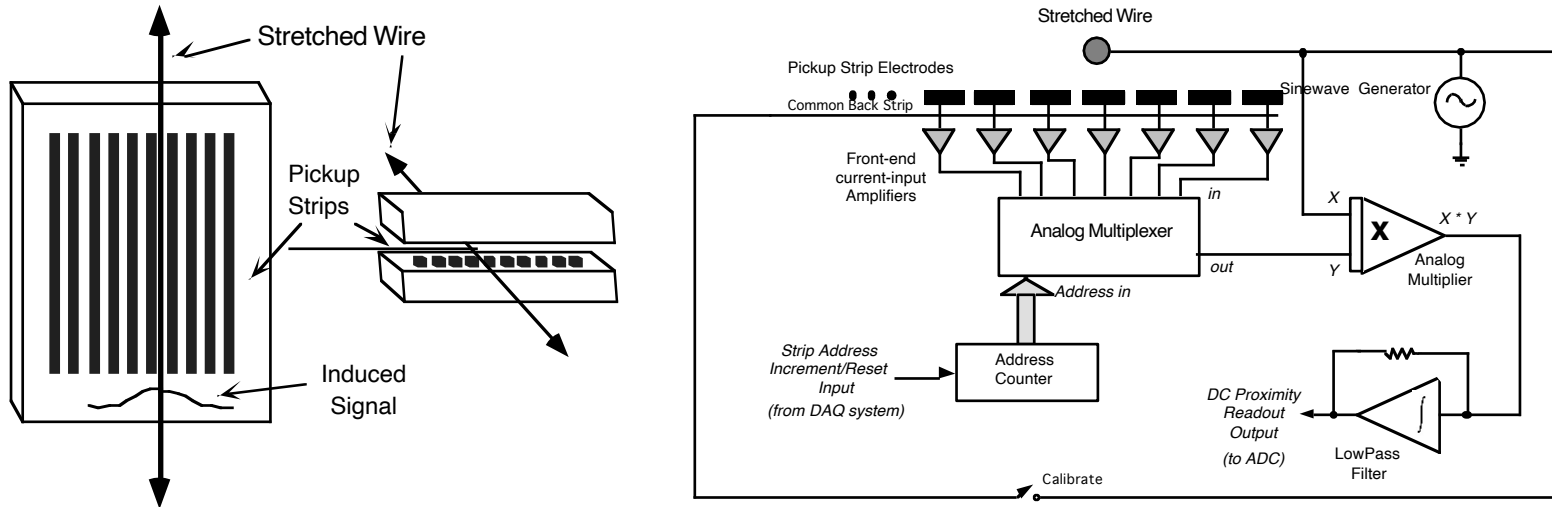 Stretched Wire
Pickup
Strips
Induced
Signal
Stretched Wire
Pickup Strip Electrodes
Common Back Strip
Sinewave Generator
Front-end
current-input
Amplifiers
in
Analog Multiplexer
out
Address in
X
Y
X
X * Y
Analog
Multiplier
Strip Address
Increment/Reset
Input
(from DAQ system)
Address
Counter
DC Proximity
Readout
Output
(to ADC)
∫
LowPass
Filter
Calibrate